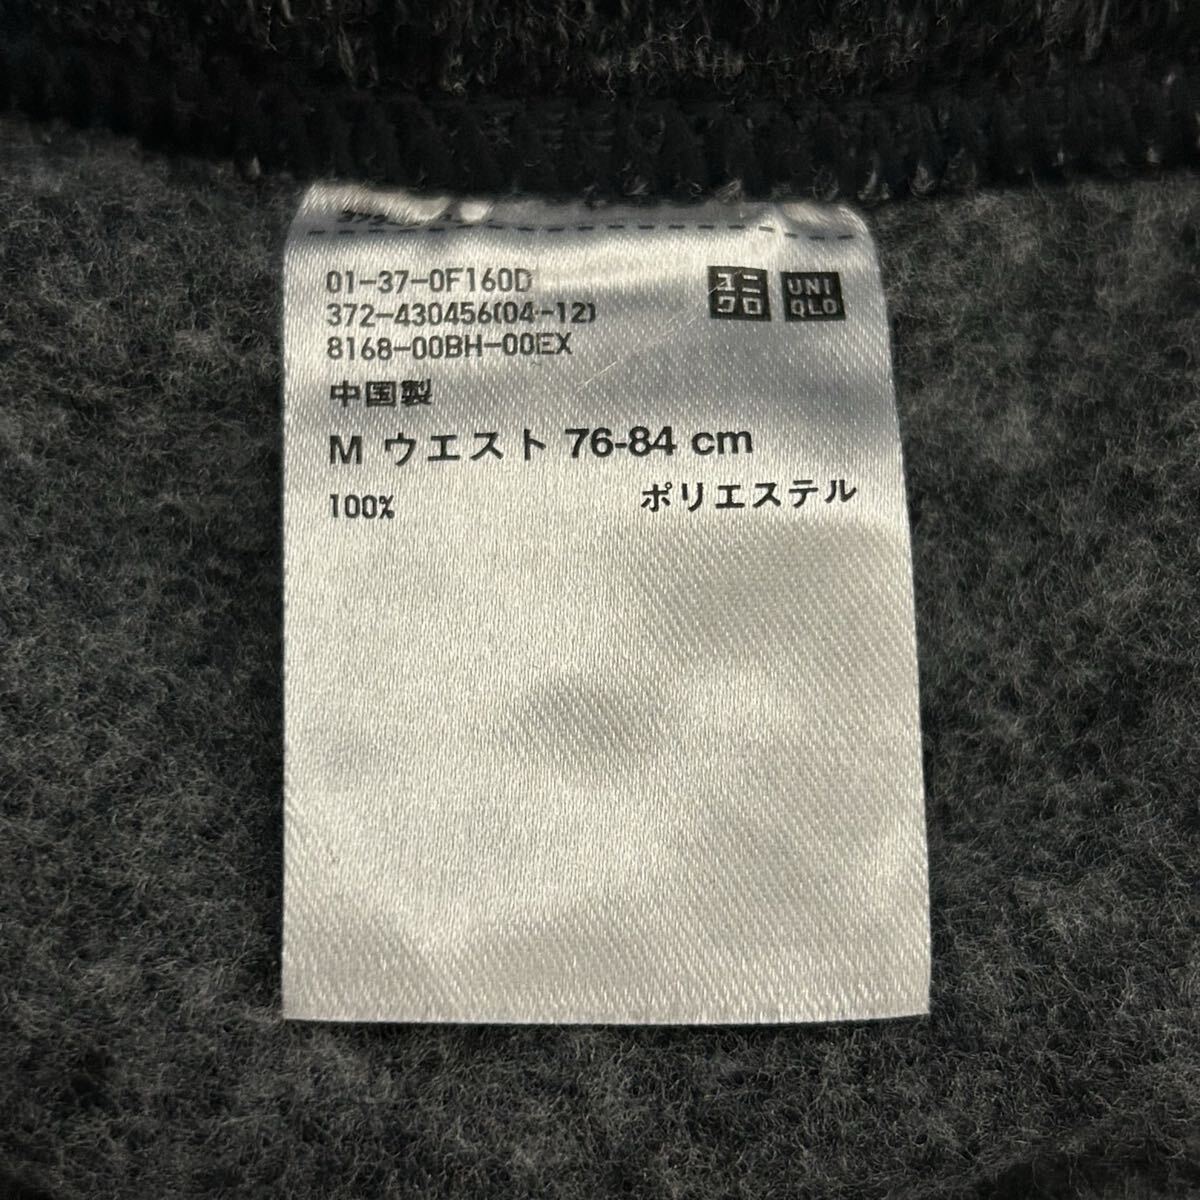 01-37-0F160D
372-430456(04-12)
8168-00BH-00EX
ユニクロ
UNIQLO
中国製
M ウエスト 76-84 cm
100% ポリエステル